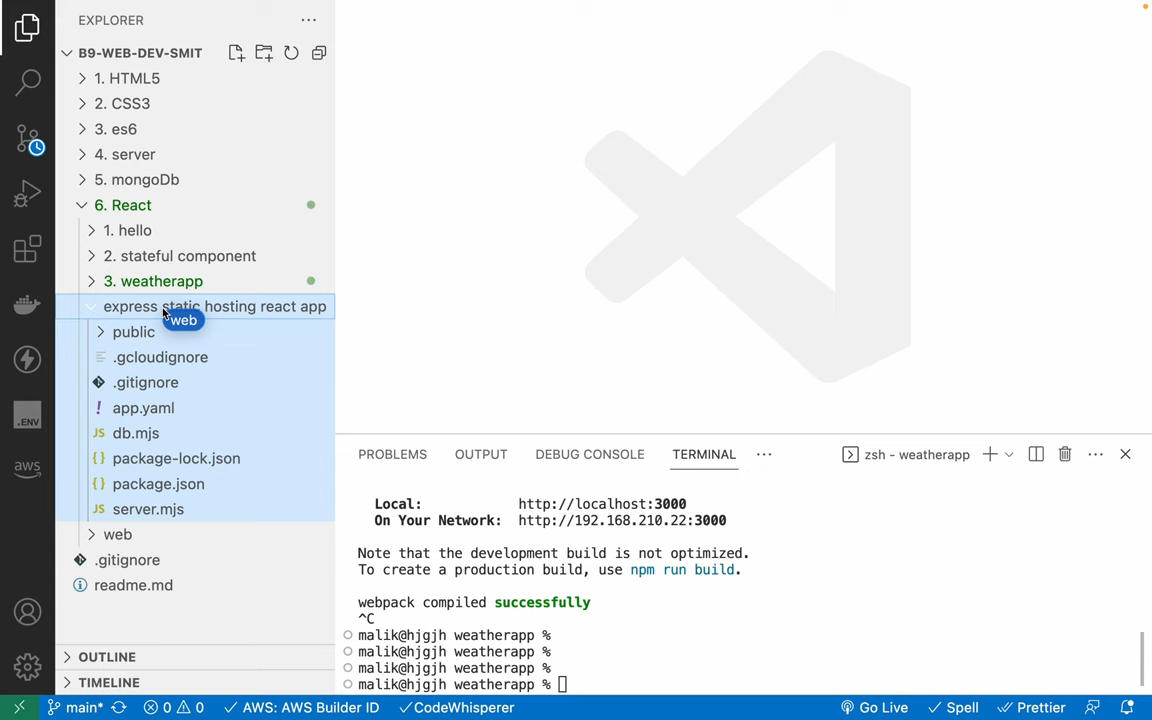 EXPLORER
B9-WEB-DEV-SMIT
1. HTML5
2. CSS3
3. es6
4. server
5. mongoDb
6. React
1. hello
2. stateful component
3. weatherapp
express static hosting react app
web
public
.gcloudignore
.gitignore
! app.yaml
JS db.mjs
{} package-lock.json
{} package.json
JS server.mjs
web
.gitignore
readme.md
OUTLINE
TIMELINE
.ENV
aws
PROBLEMS OUTPUT DEBUG CONSOLE TERMINAL ··· zsh - weatherapp
Local: http://localhost:3000
On Your Network: http://192.168.210.22:3000
Note that the development build is not optimized.
To create a production build, use npm run build.
webpack compiled successfully
^C
malik@hjgjh weatherapp %
malik@hjgjh weatherapp %
malik@hjgjh weatherapp %
malik@hjgjh weatherapp %
main* 0 0 AWS: AWS Builder ID CodeWhisperer Go Live Spell Prettier